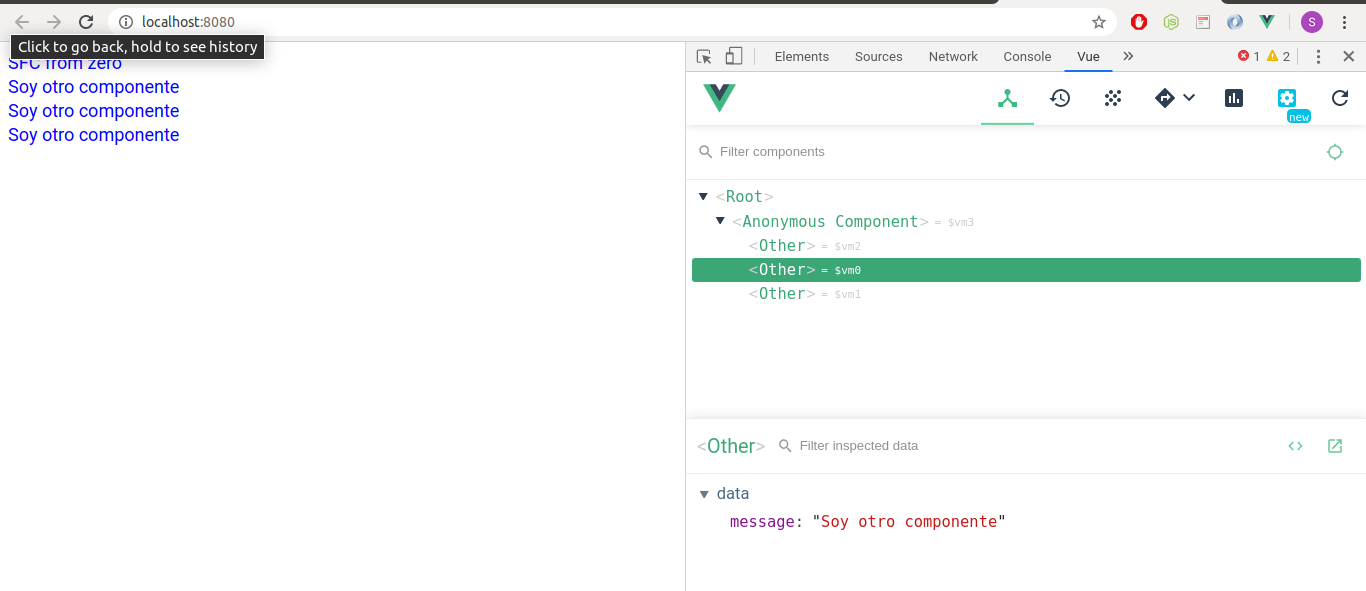 localhost:8080
S
Click to go back, hold to see history
SFC from zero
Soy otro componente
Soy otro componente
Soy otro componente
Elements Sources Network Console Vue » 1 2
new
Filter components
<Root>
<Anonymous Component> = $vm3
<Other> = $vm2
<Other> = $vm0
<Other> = $vm1
<Other> Filter inspected data
data
message: "Soy otro componente"